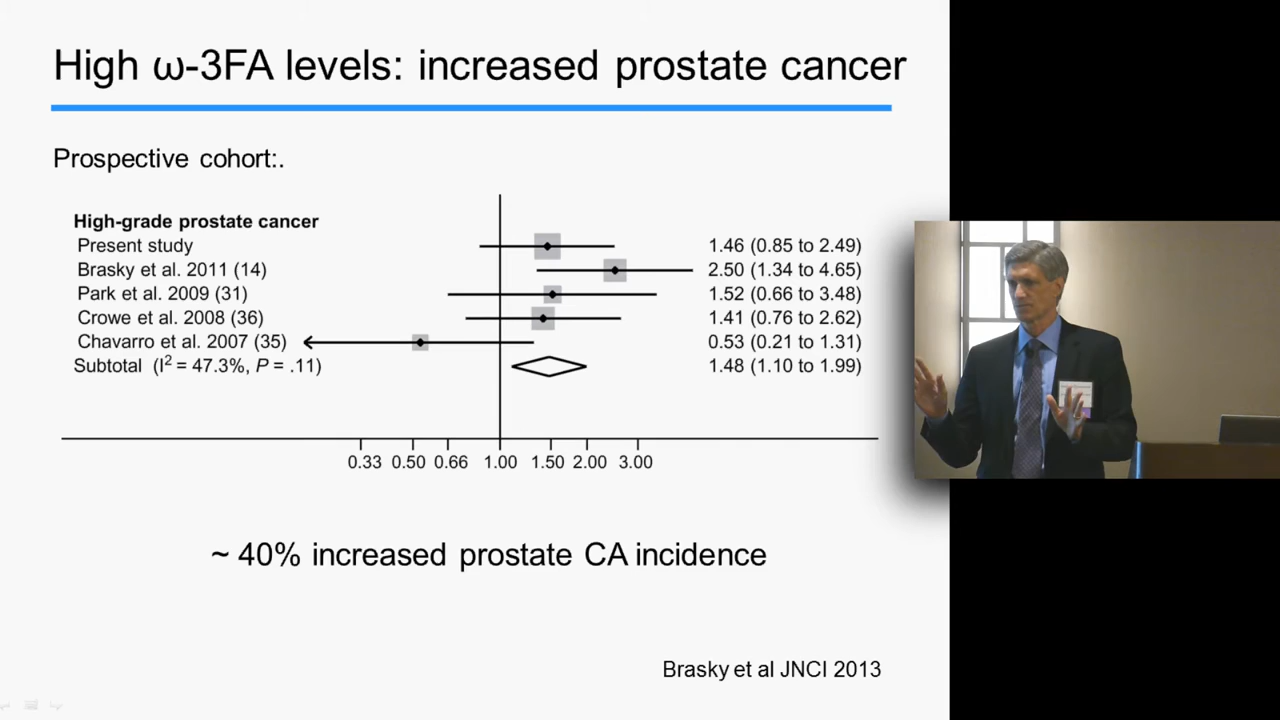 High ω-3FA levels: increased prostate cancer
Prospective cohort:.
High-grade prostate cancer
Present study 1.46 (0.85 to 2.49)
Brasky et al. 2011 (14) 2.50 (1.34 to 4.65)
Park et al. 2009 (31) 1.52 (0.66 to 3.48)
Crowe et al. 2008 (36) 1.41 (0.76 to 2.62)
Chavarro et al. 2007 (35) 0.53 (0.21 to 1.31)
Subtotal (I2 = 47.3%, P = .11) 1.48 (1.10 to 1.99)
0.33 0.50 0.66 1.00 1.50 2.00 3.00
~ 40% increased prostate CA incidence
Brasky et al JNCI 2013